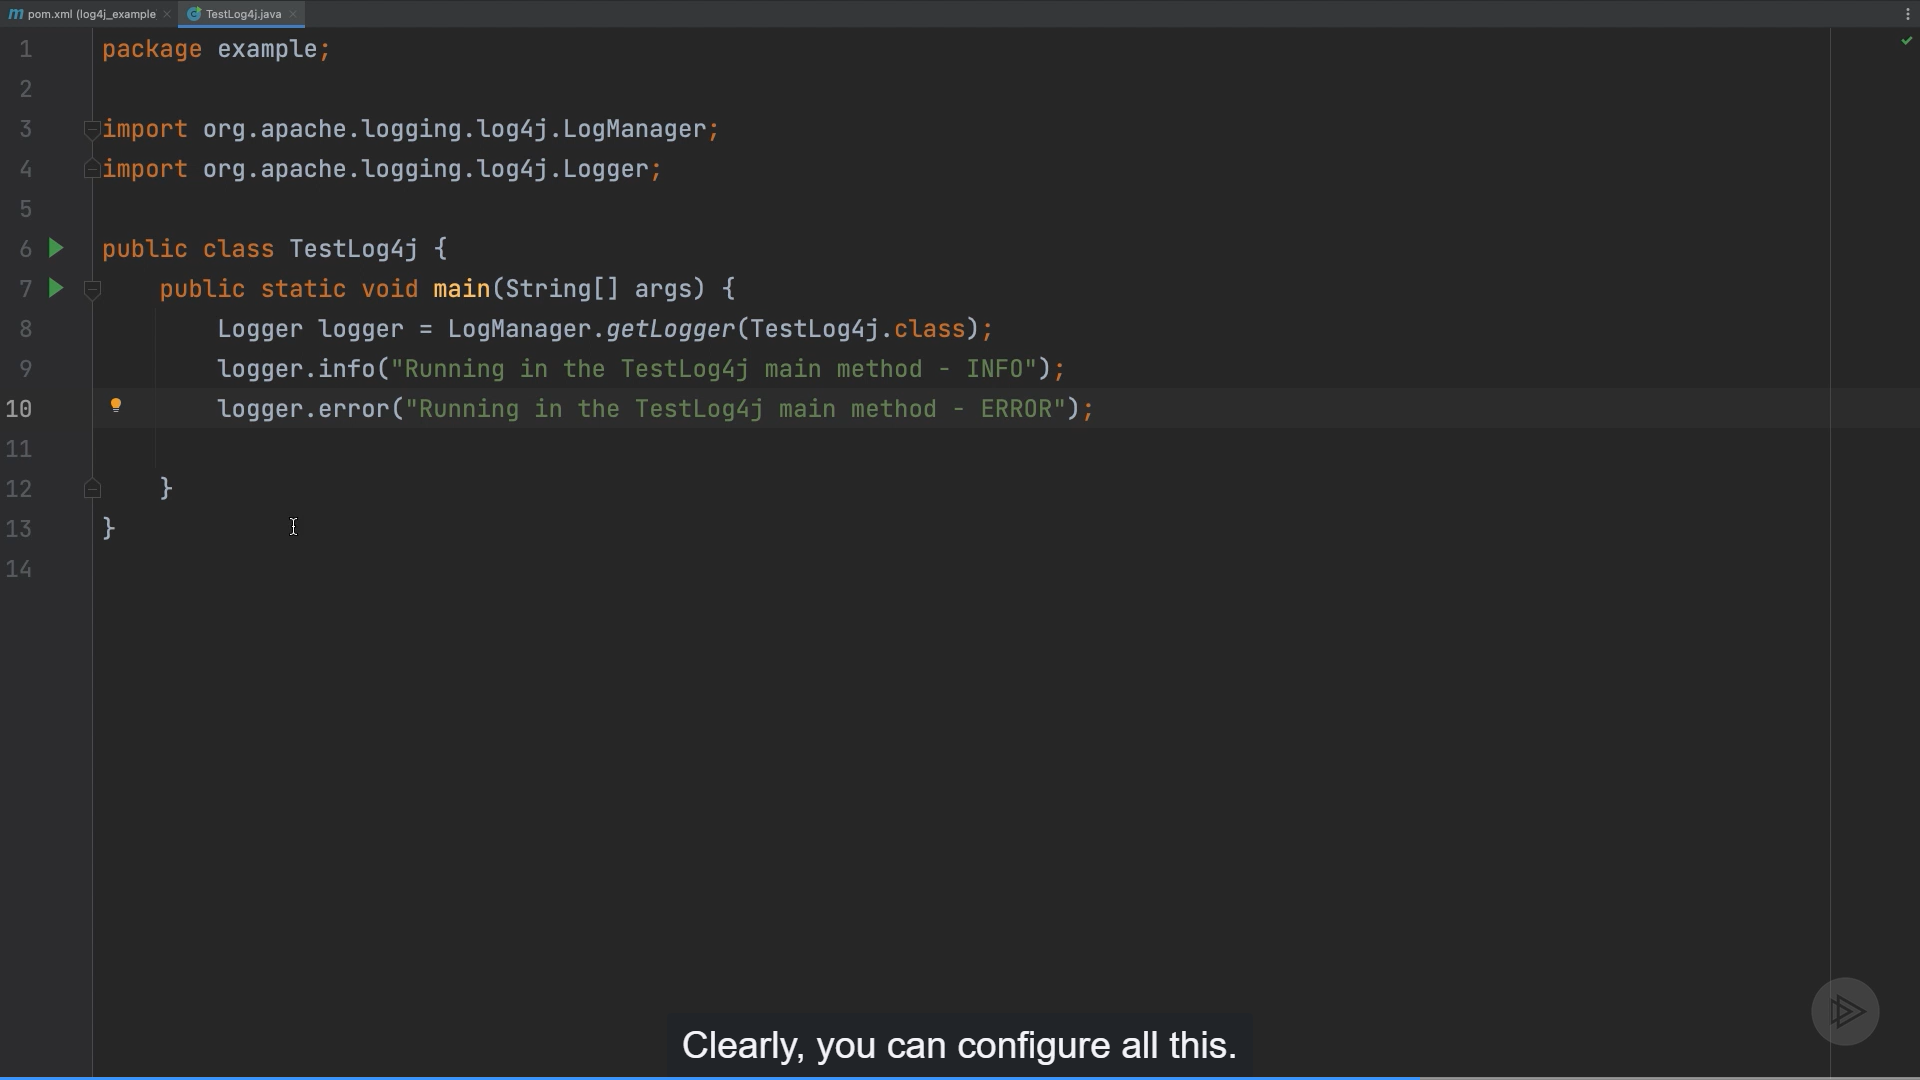 m pom.xml (log4j_example
C TestLog4j.java
1 package example;
2
3 import org.apache.logging.log4j.LogManager;
4 import org.apache.logging.log4j.Logger;
5
6 public class TestLog4j {
7 public static void main(String[] args) {
8 Logger logger = LogManager.getLogger(TestLog4j.class);
9 logger.info("Running in the TestLog4j main method - INFO");
10 logger.error("Running in the TestLog4j main method - ERROR");
11
12 }
13 }
14
Clearly, you can configure all this.